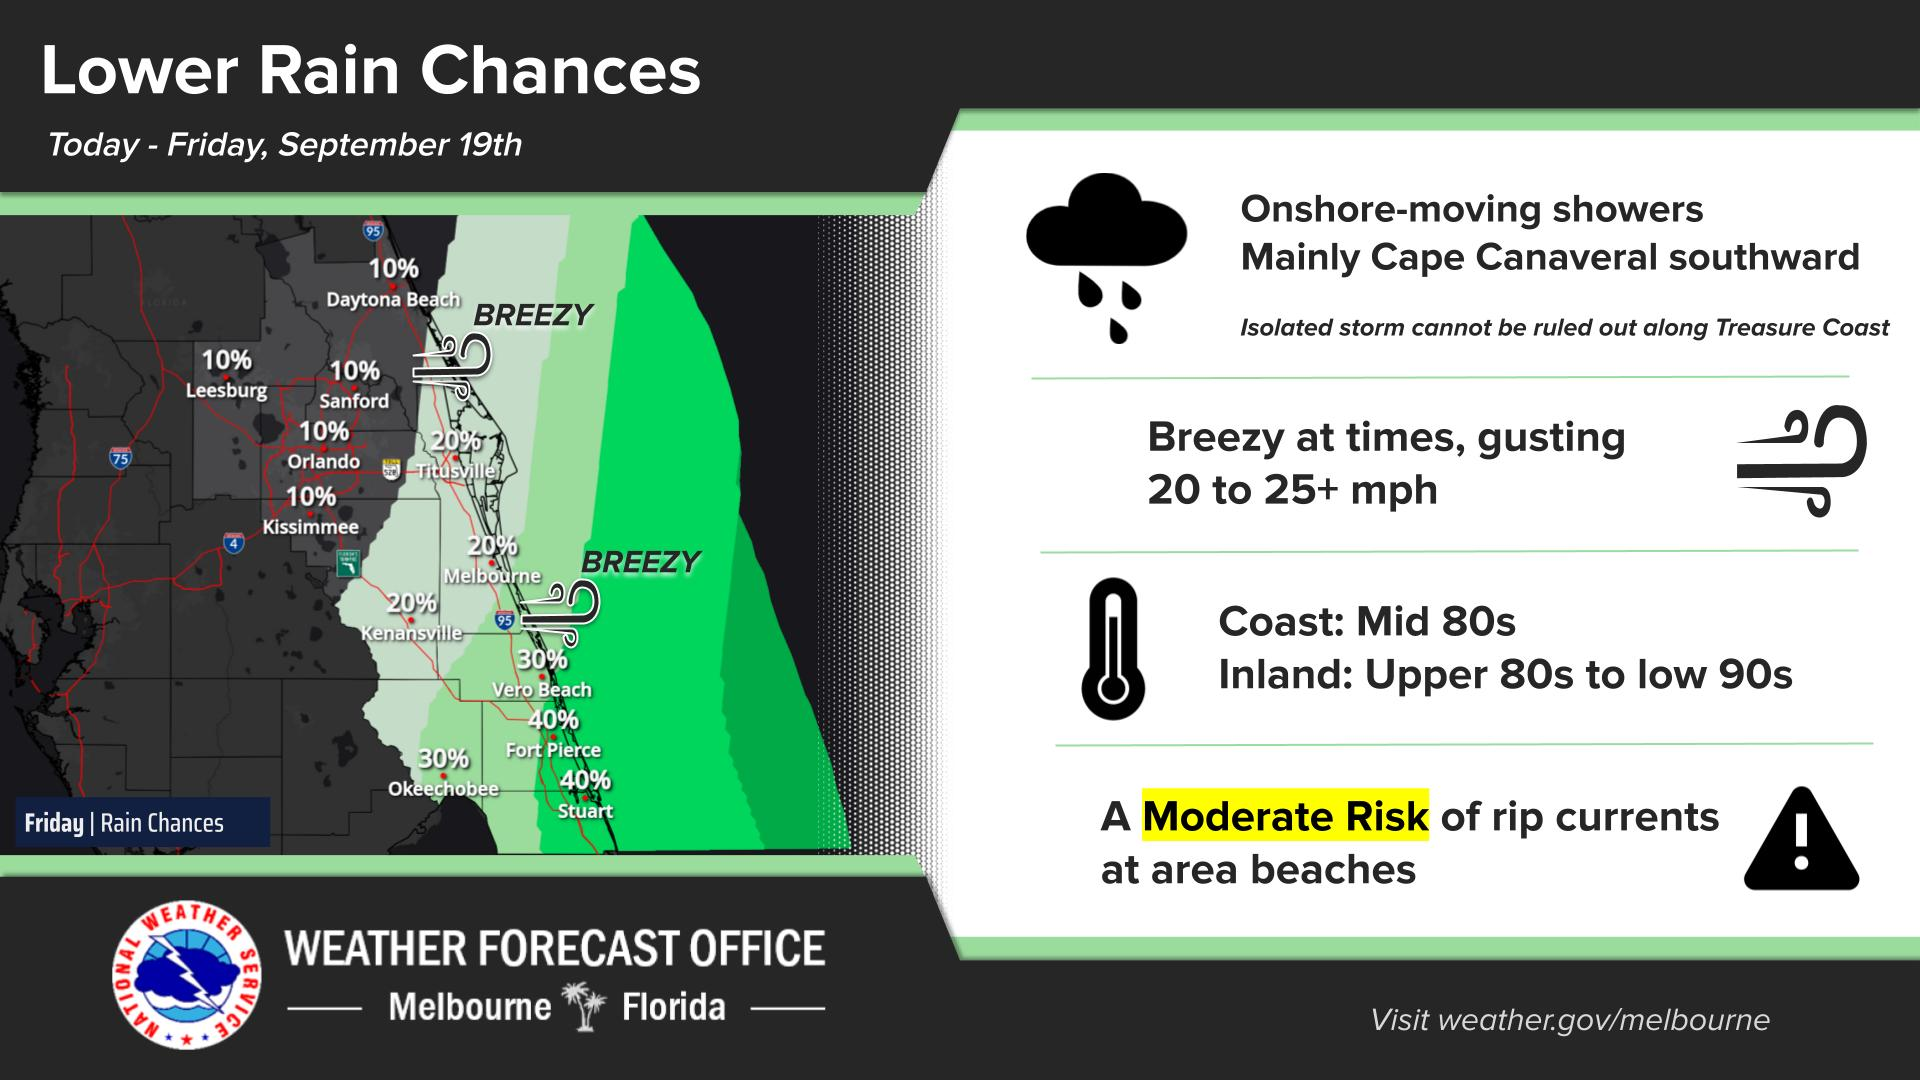 Lower Rain Chances
Today - Friday, September 19th
95
10%
Daytona Beach
BREEZY
FLORIDA
10%
Leesburg
10%
Sanford
10%
Orlando
20%
Titusville
75
528
10%
Kissimmee
4
20%
Melbourne
BREEZY
20%
Kenansville
95
30%
Vero Beach
40%
Fort Pierce
30%
Okeechobee
40%
Stuart
Friday | Rain Chances
Onshore-moving showers
Mainly Cape Canaveral southward
Isolated storm cannot be ruled out along Treasure Coast
Breezy at times, gusting
20 to 25+ mph
Coast: Mid 80s
Inland: Upper 80s to low 90s
A Moderate Risk of rip currents
at area beaches
NATIONAL WEATHER SERVICE
WEATHER FORECAST OFFICE
Melbourne Florida
Visit weather.gov/melbourne